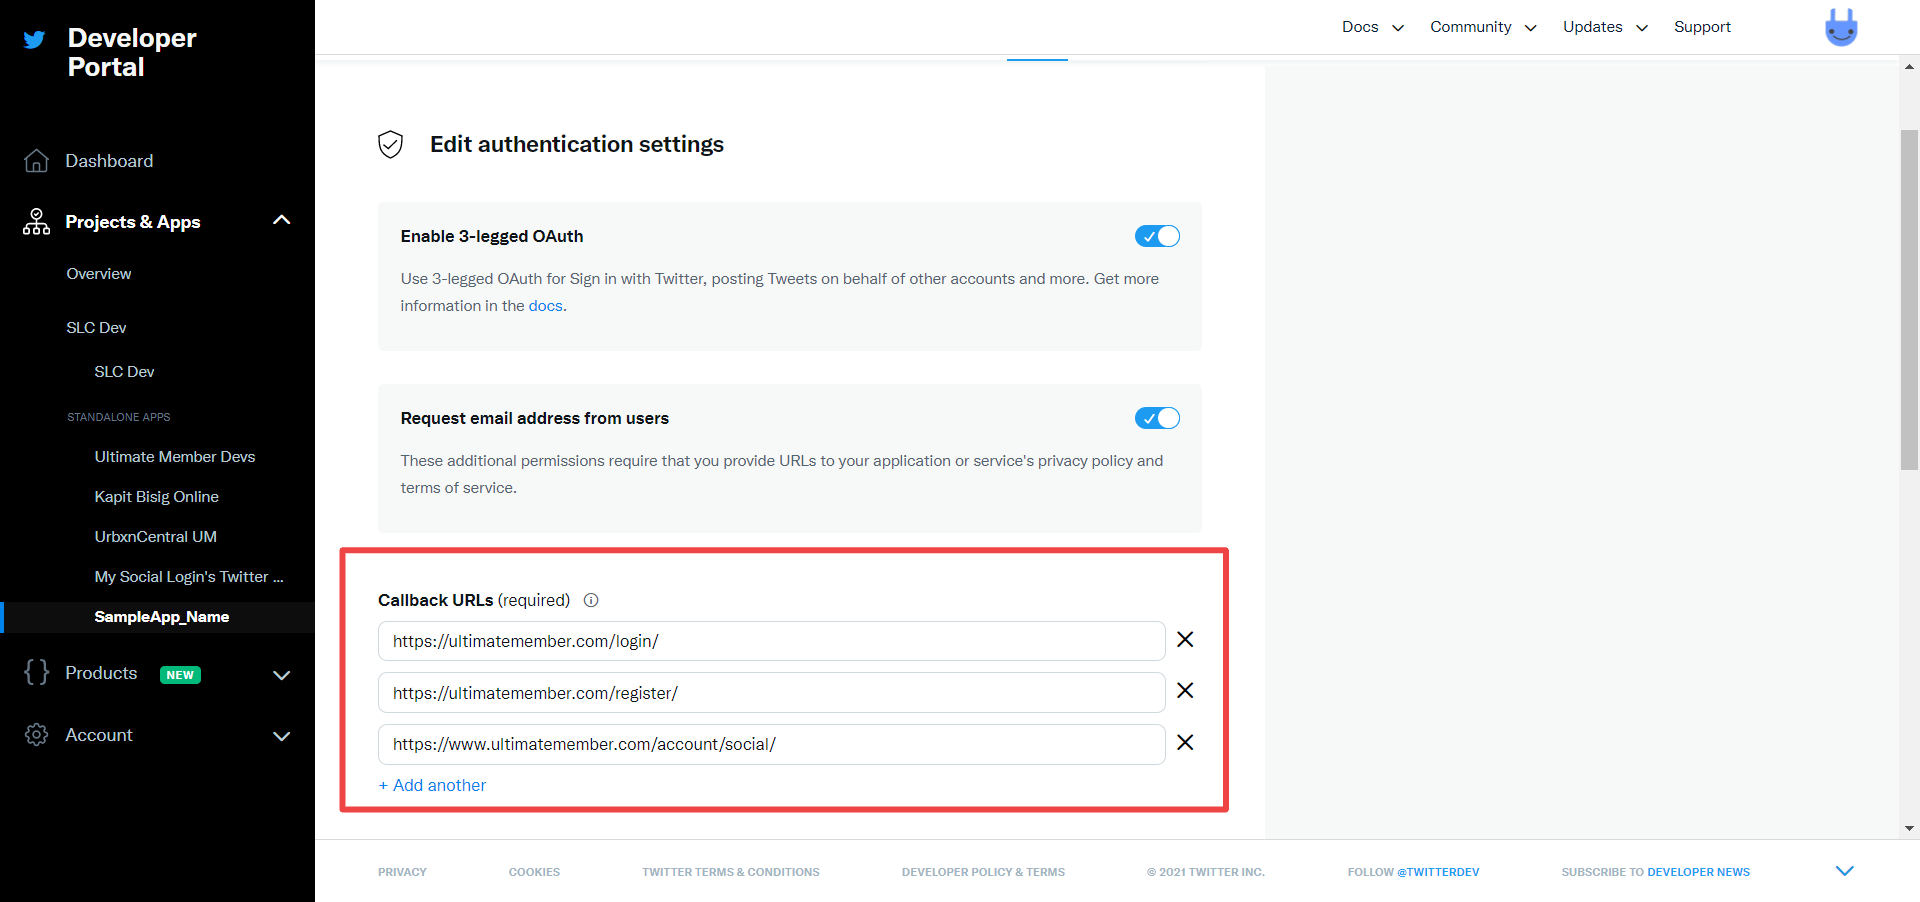 Developer
Portal
Docs
Community
Updates
Support
Dashboard
Projects & Apps
Overview
SLC Dev
SLC Dev
STANDALONE APPS
Ultimate Member Devs
Kapit Bisig Online
UrbxnCentral UM
My Social Login's Twitter ...
SampleApp_Name
Products NEW
Account
Edit authentication settings
Enable 3-legged OAuth
Use 3-legged OAuth for Sign in with Twitter, posting Tweets on behalf of other accounts and more. Get more
information in the docs.
Request email address from users
These additional permissions require that you provide URLs to your application or service's privacy policy and
terms of service.
Callback URLs (required)
https://ultimatemember.com/login/
https://ultimatemember.com/register/
https://www.ultimatemember.com/account/social/
+ Add another
PRIVACY
COOKIES
TWITTER TERMS & CONDITIONS
DEVELOPER POLICY & TERMS
© 2021 TWITTER INC.
FOLLOW @TWITTERDEV
SUBSCRIBE TO DEVELOPER NEWS